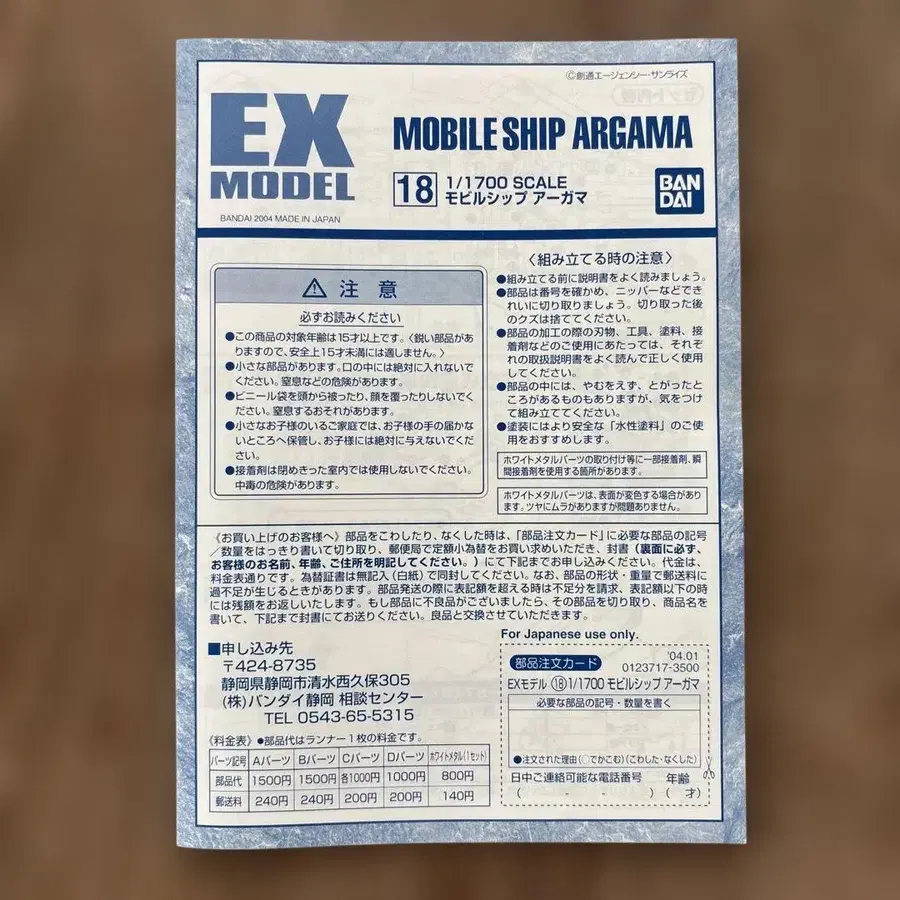 ©創通エージェンシー・サンライズ
EX
MODEL
BANDAI 2004 MADE IN JAPAN
MOBILE SHIP ARGAMA
18 1/1700 SCALE
モビルシップ アーガマ
BAN
DAI
⚠ 注意
必ずお読みください
●この商品の対象年齢は15才以上です。〈鋭い部品があ
りますので、安全上15才未満には適しません。〉
●小さな部品があります。口の中には絶対に入れないで
ください。窒息などの危険があります。
●ビニール袋を頭から被ったり、顔を覆ったりしないでく
ださい。窒息するおそれがあります。
●小さなお子様のいるご家庭では、お子様の手の届かな
いところへ保管し、お子様には絶対に与えないでくだ
さい。
●接着剤は閉めきった室内では使用しないでください。
中毒の危険があります。
〈組み立てる時の注意〉
●組み立てる前に説明書をよく読みましょう。
●部品は番号を確かめ、ニッパーなどでき
れいに切り取りましょう。切り取った後
のクズは捨ててください。
●部品の加工の際の刃物、工具、塗料、接
着剤などのご使用にあたっては、それぞ
れの取扱説明書をよく読んで正しく使用
してください。
●部品の中には、やむをえず、とがったと
ころがあるものもありますが、気をつけ
て組み立ててください。
●塗装にはより安全な「水性塗料」のご使
用をおすすめします。
ホワイトメタルパーツの取り付け等に一部接着剤、瞬
間接着剤を使用する箇所があります。
ホワイトメタルパーツは、表面が変色する場合があり
ます。ツヤにムラがありますが問題ありません。
《お買い上げのお客様へ》部品をこわしたり、なくした時は、「部品注文カード」に必要な部品の記号
／数量をはっきり書いて切り取り、郵便局で定額小為替をお買い求めいただき、封書（裏面に必ず、
お客様のお名前、年齢、ご住所を明記してください。）にて下記までお申し込みください。代金は、
料金表通りです。為替証書は無記入（白紙）で同封してください。なお、部品の形状・重量で郵送料に
過不足が生じるときがあります。部品発送の際に表記額を超える時は不足分を請求、表記額以下の時
には残額をお返しいたします。もし部品に不良品がございましたら、その部品を切り取り、商品名を
書いて、下記まで封書にてお送りください。良品と交換させていただきます。
■申し込み先
〒424-8735
静岡県静岡市清水西久保305
(株)バンダイ静岡 相談センター
TEL 0543-65-5315
《料金表》●部品代はランナー1枚の料金です。
パーツ記号 Aパーツ Bパーツ Cパーツ Dパーツ ホワイトメタル(1セット)
部品代 1500円 1500円 各1000円 1000円 800円
郵送料 240円 240円 200円 200円 140円
For Japanese use only.
部品注文カード
'04.01
0123717-3500
EXモデル ⑱1/1700 モビルシップ アーガマ
必要な部品の記号・数量を書く
●注文された理由(○でかこむ)(こわした・なくした)
日中ご連絡可能な電話番号 年齢
( - - ) ( 才)